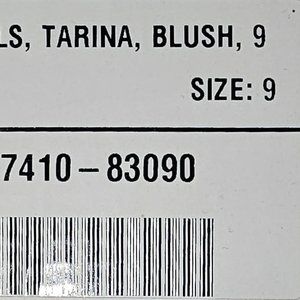 LS, TARINA, BLUSH, 9
SIZE: 9
7410-83090